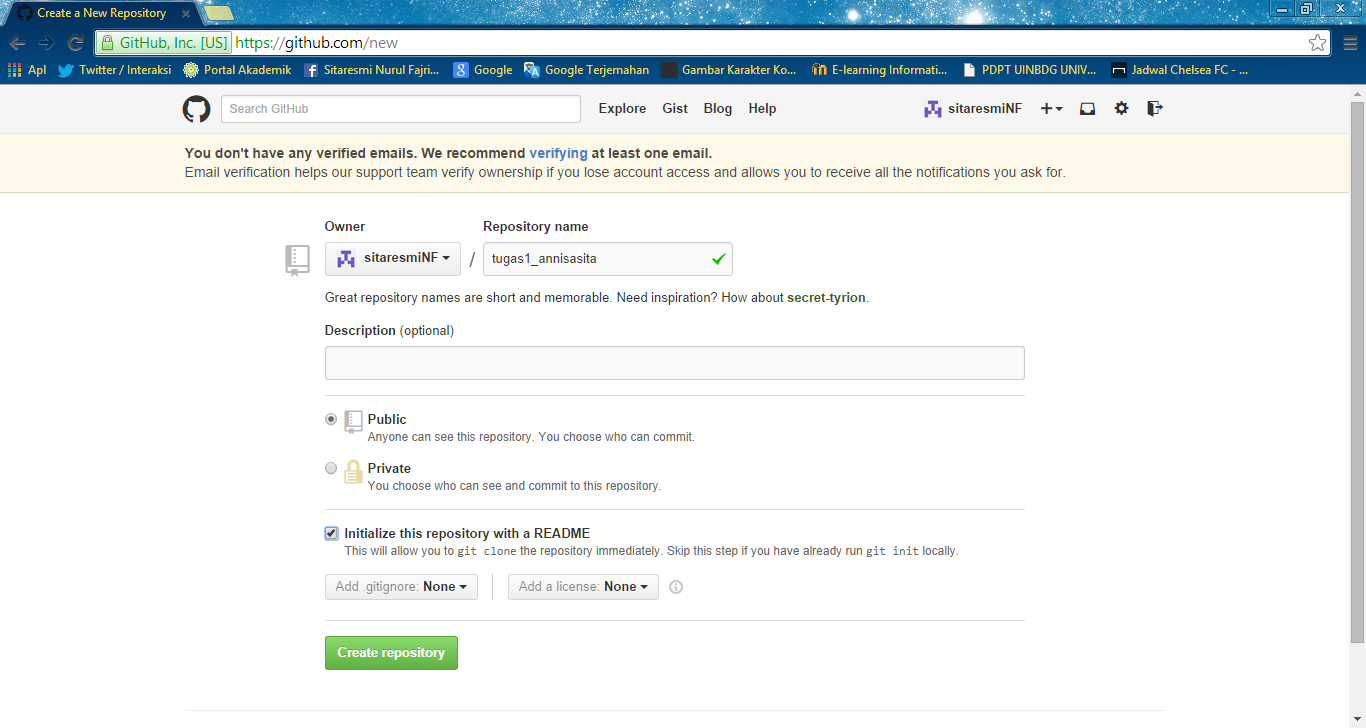 Create a New Repository
GitHub, Inc. [US] https://github.com/new
Apl Twitter / Interaksi Portal Akademik Sitaresmi Nurul Fajri... Google Google Terjemahan Gambar Karakter Ko... E-learning Informati... PDPT UINBDG UNIV... Jadwal Chelsea FC - ...
Search GitHub Explore Gist Blog Help sitaresmiNF
You don't have any verified emails. We recommend verifying at least one email.
Email verification helps our support team verify ownership if you lose account access and allows you to receive all the notifications you ask for.
Owner Repository name
sitaresmiNF / tugas1_annisasita
Great repository names are short and memorable. Need inspiration? How about secret-tyrion.
Description (optional)
Public
Anyone can see this repository. You choose who can commit.
Private
You choose who can see and commit to this repository.
Initialize this repository with a README
This will allow you to git clone the repository immediately. Skip this step if you have already run git init locally.
Add .gitignore: None Add a license: None
Create repository